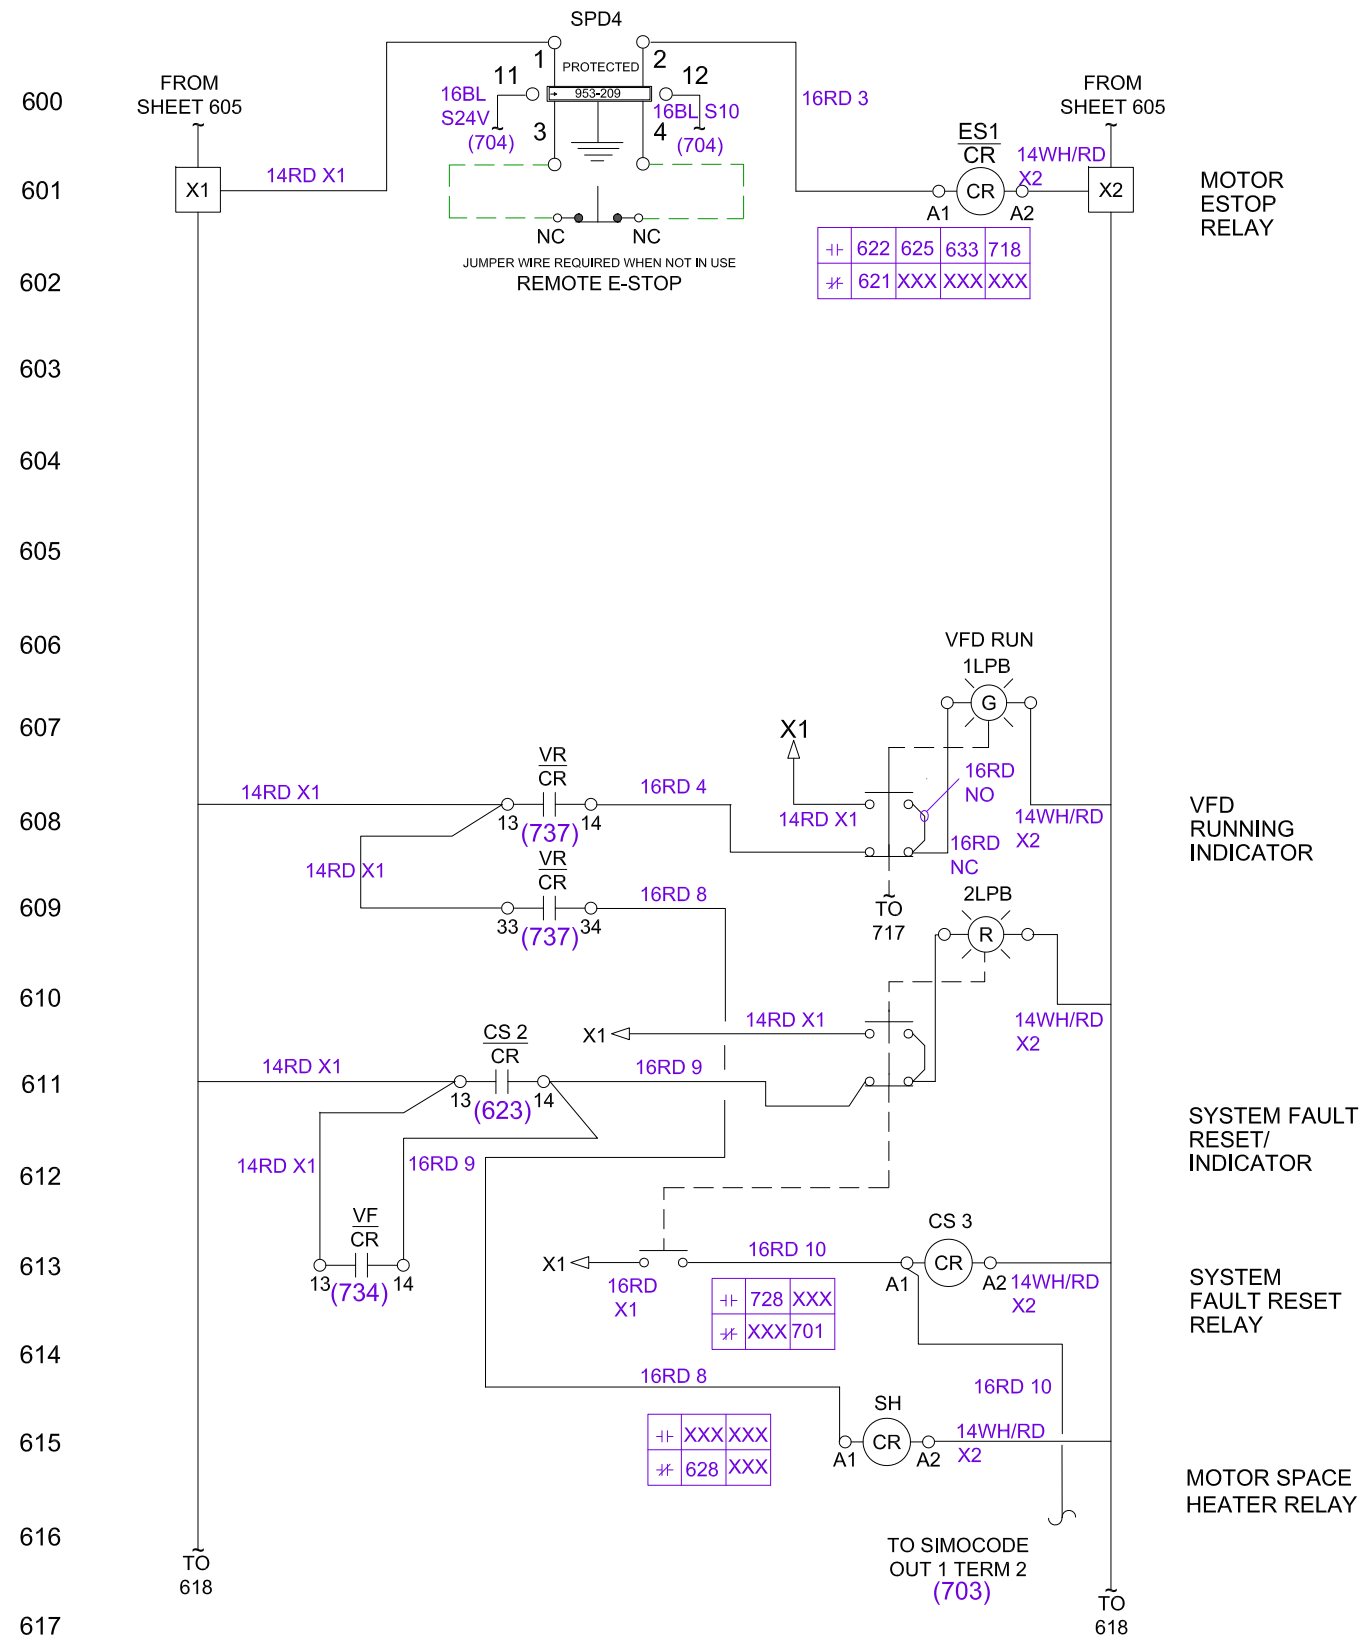 SPD4
1
2
PROTECTED
11
12
953-209
3
4
16BL
S24V
(704)
16BL S10
(704)
16RD 3
FROM
SHEET 605
FROM
SHEET 605
600
ES1
CR
14WH/RD
X2
14RD X1
X1
CR
X2
A1
A2
601
MOTOR
ESTOP
RELAY
NC
NC
JUMPER WIRE REQUIRED WHEN NOT IN USE
REMOTE E-STOP
622 625 633 718
621 XXX XXX XXX
602
603
604
605
606
VFD RUN
1LPB
G
607
X1
VR
CR
14RD X1
16RD 4
16RD
NO
14RD X1
14WH/RD
X2
13
(737)
14
608
VFD
RUNNING
INDICATOR
16RD
NC
VR
CR
14RD X1
16RD 8
33
(737)
34
609
TO
717
2LPB
R
610
X1
14RD X1
14WH/RD
X2
CS 2
CR
14RD X1
16RD 9
13
(623)
14
611
SYSTEM FAULT
RESET/
INDICATOR
14RD X1
16RD 9
612
VF
CR
13
(734)
14
CS 3
X1
16RD
X1
16RD 10
CR
A1
A2
14WH/RD
X2
613
SYSTEM
FAULT RESET
RELAY
728 XXX
XXX 701
614
16RD 8
16RD 10
SH
CR
A1
A2
14WH/RD
X2
615
XXX XXX
628 XXX
MOTOR SPACE
HEATER RELAY
616
TO SIMOCODE
OUT 1 TERM 2
(703)
TO
618
TO
618
617